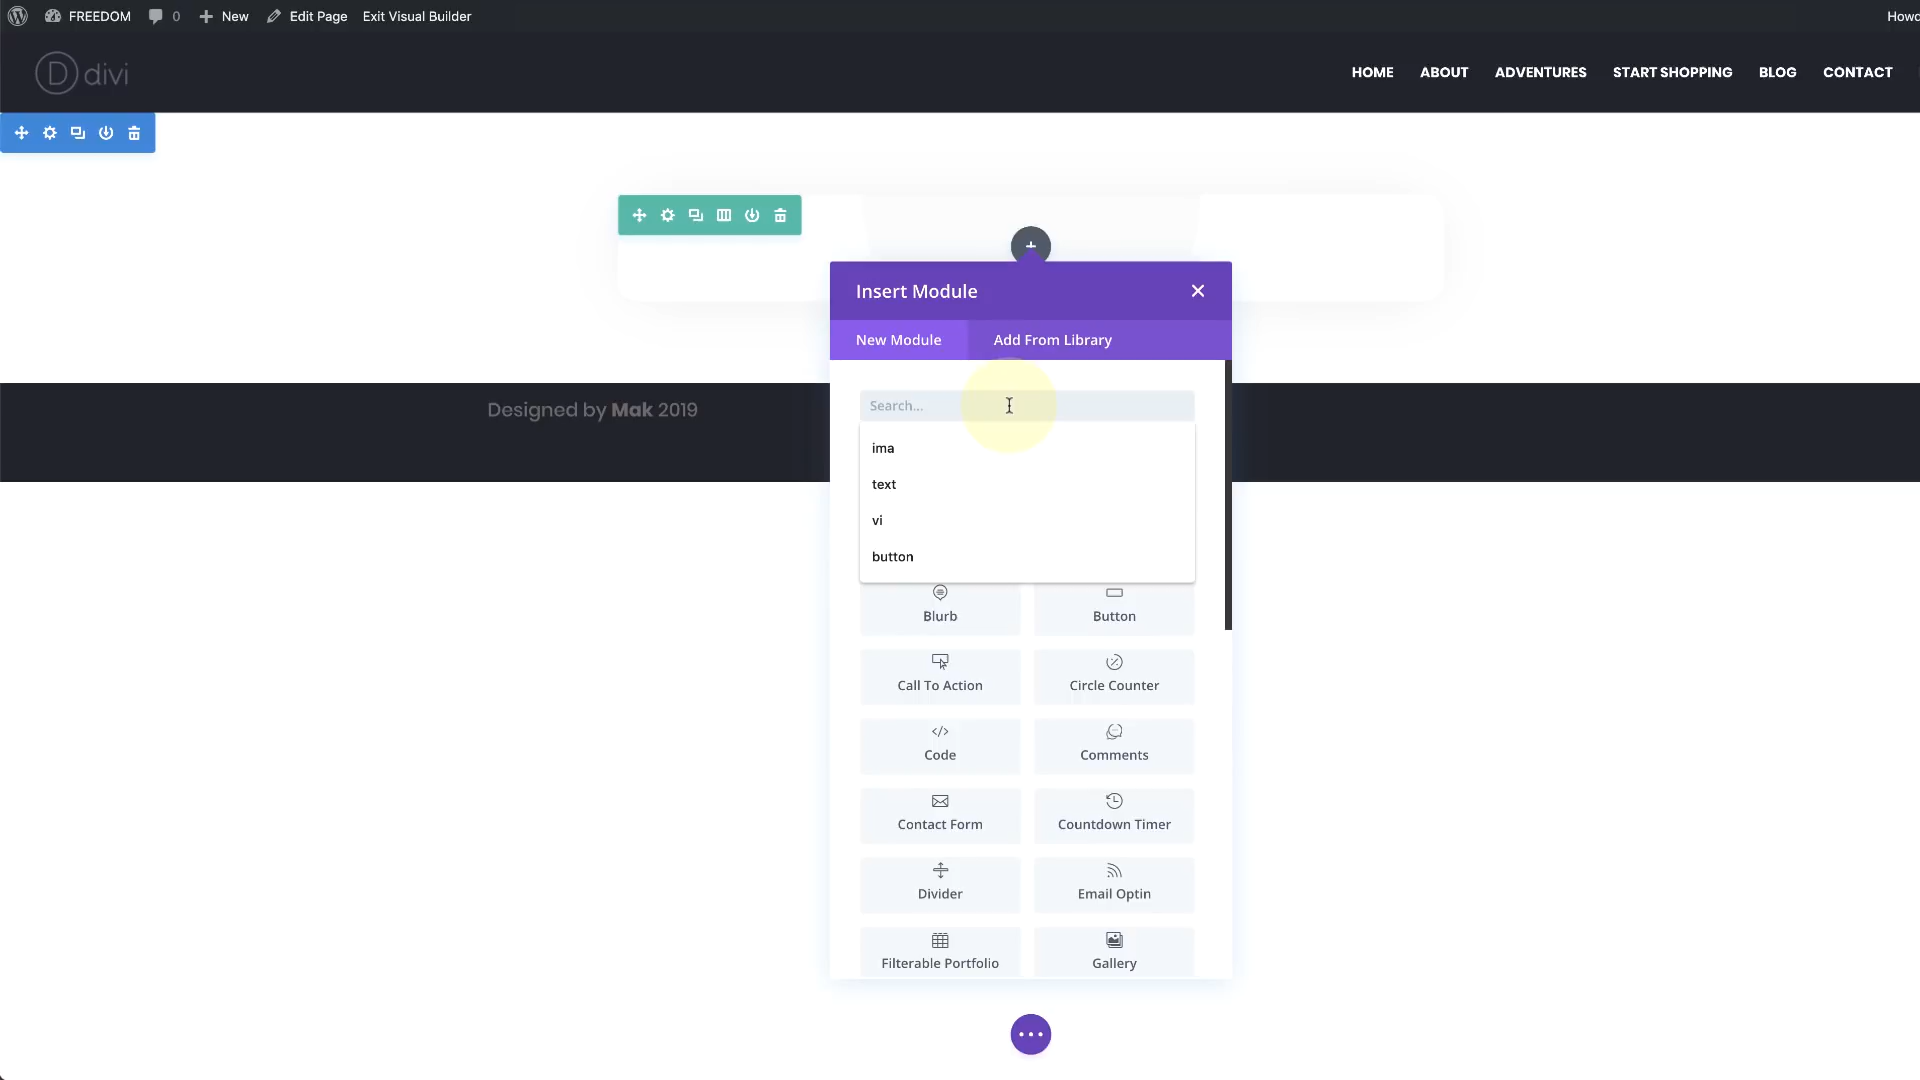 FREEDOM 0 New Edit Page Exit Visual Builder
D divi
HOME ABOUT ADVENTURES START SHOPPING BLOG CONTACT
Insert Module
New Module Add From Library
Search...
Designed by Mak 2019
ima
text
vi
button
Blurb Button
Call To Action Circle Counter
Code Comments
Contact Form Countdown Timer
Divider Email Optin
Filterable Portfolio Gallery